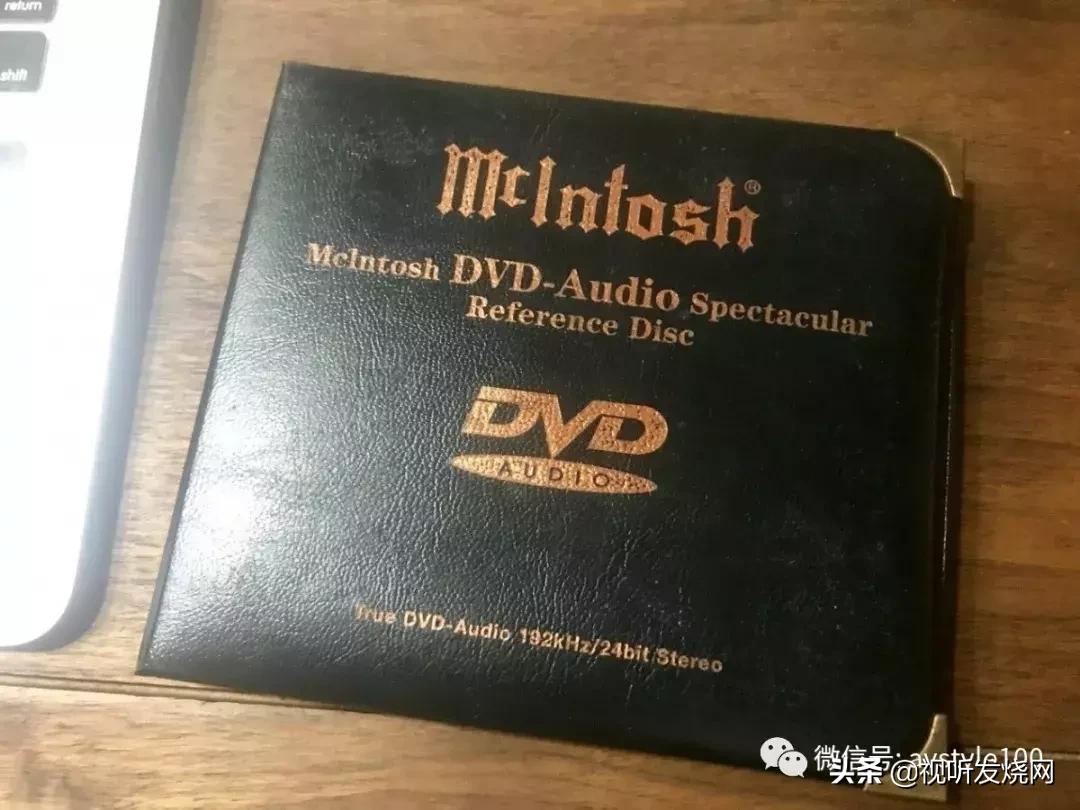 return
shift
McIntosh®
McIntosh DVD-Audio Spectacular
Reference Disc
DVD
AUDIO
True DVD-Audio 192kHz/24bit Stereo
微信号: avstyle100
头条 @视听发烧网